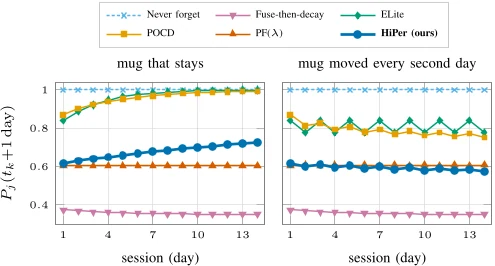 Never forget
Fuse-then-decay
ELite
POCD
PF(λ)
HiPer (ours)
mug that stays
mug moved every second day
P_j(t_k+1 day)
1
0.8
0.6
0.4
1 4 7 10 13
1 4 7 10 13
session (day)
session (day)